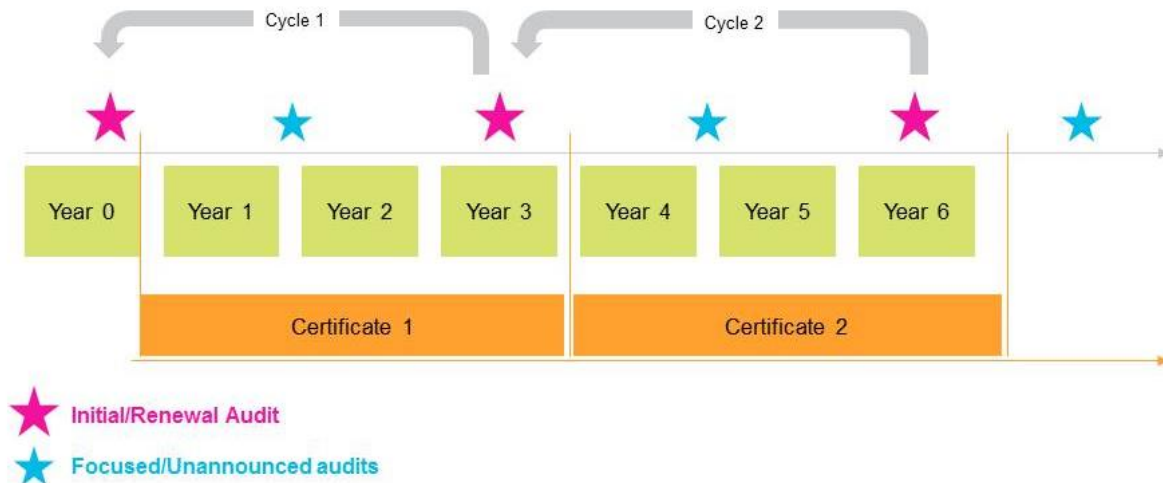 Cycle 1
Cycle 2
Year 0
Year 1
Year 2
Year 3
Year 4
Year 5
Year 6
Certificate 1
Certificate 2
Initial/Renewal Audit
Focused/Unannounced audits